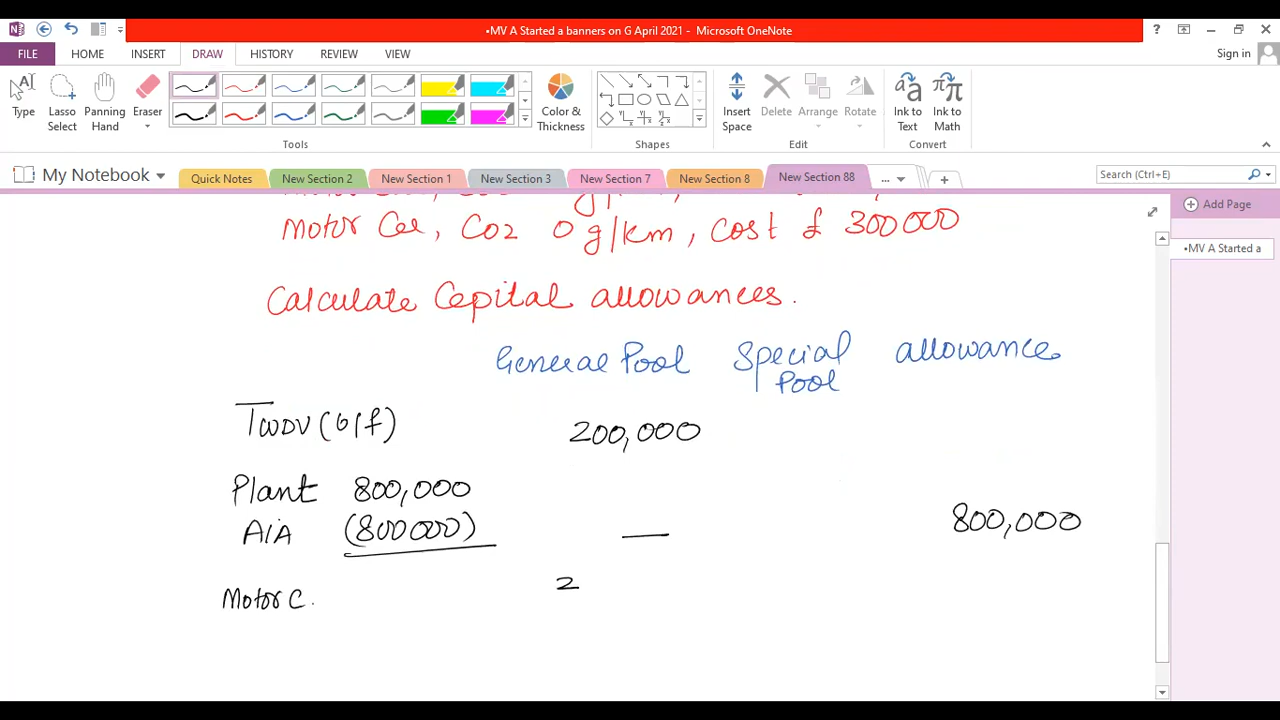 •MV A Started a banners on G April 2021 - Microsoft OneNote
FILE HOME INSERT DRAW HISTORY REVIEW VIEW Sign in
Type Lasso Select Panning Hand Eraser Color & Thickness Insert Space Delete Arrange Rotate Ink to Text Ink to Math
Tools Shapes Edit Convert
My Notebook Quick Notes New Section 2 New Section 1 New Section 3 New Section 7 New Section 8 New Section 88 ... Search (Ctrl+E)
Add Page
•MV A Started a
Motor Car, CO2 0 g/km, Cost £ 300000
Calculate Capital allowances.
General Pool Special Pool allowance
TWDV (b/f) 200,000
Plant 800,000
AIA (800000) — 800,000
Motor C. 2